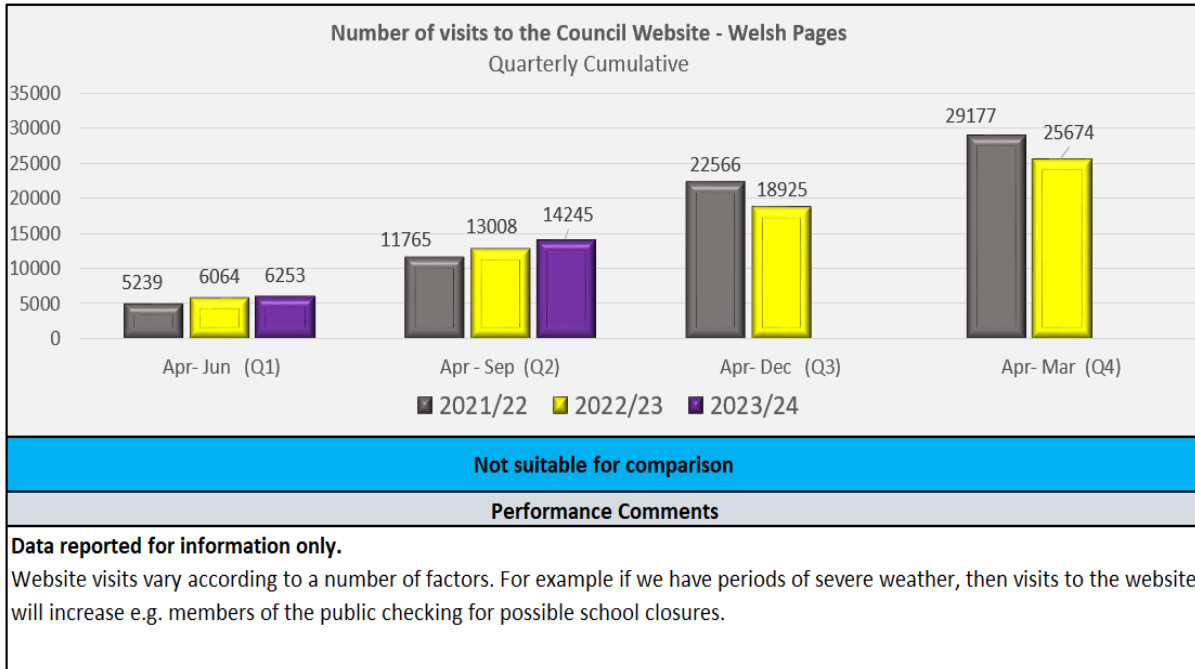 Number of visits to the Council Website - Welsh Pages
Quarterly Cumulative
35000
30000
25000
20000
15000
10000
5000
0
5239
6064
6253
11765
13008
14245
22566
18925
29177
25674
Apr- Jun (Q1)
Apr - Sep (Q2)
Apr- Dec (Q3)
Apr- Mar (Q4)
2021/22 2022/23 2023/24
Not suitable for comparison
Performance Comments
Data reported for information only.
Website visits vary according to a number of factors. For example if we have periods of severe weather, then visits to the website
will increase e.g. members of the public checking for possible school closures.